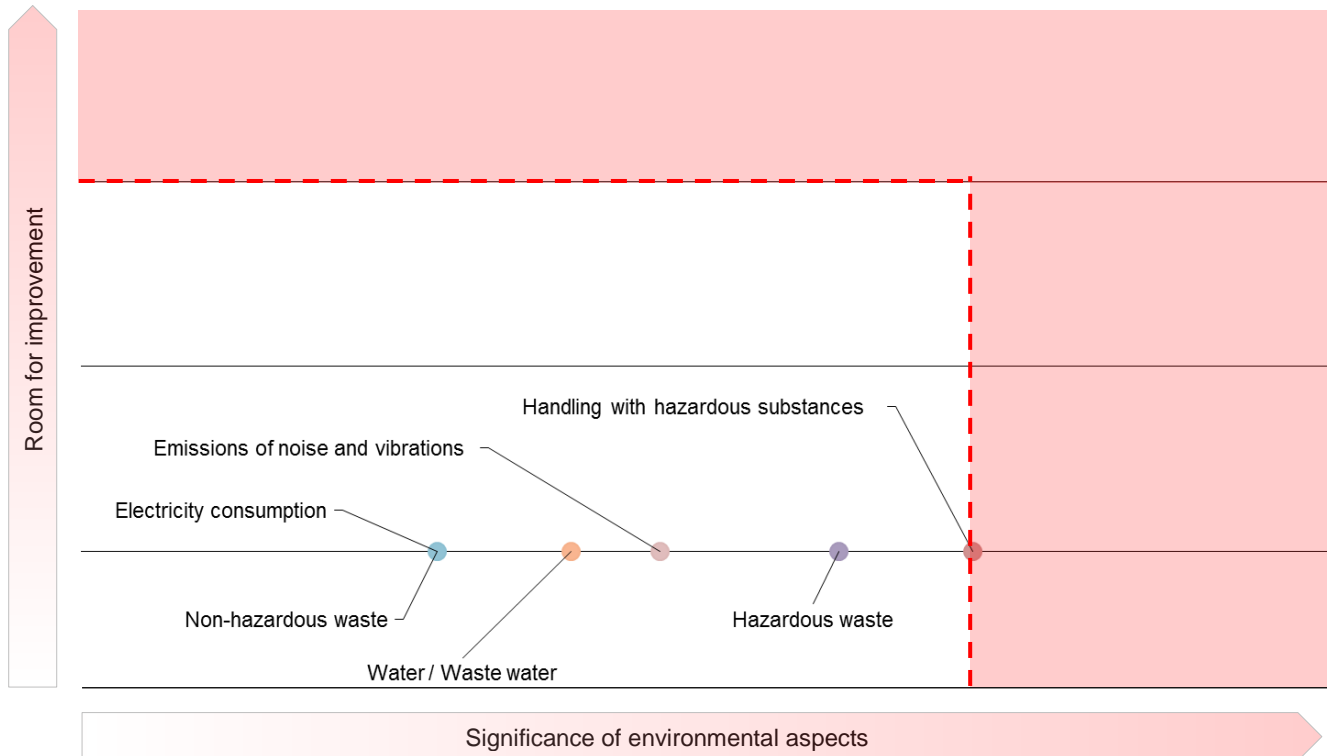 Room for improvement
Handling with hazardous substances
Emissions of noise and vibrations
Electricity consumption
Non-hazardous waste
Hazardous waste
Water / Waste water
Significance of environmental aspects